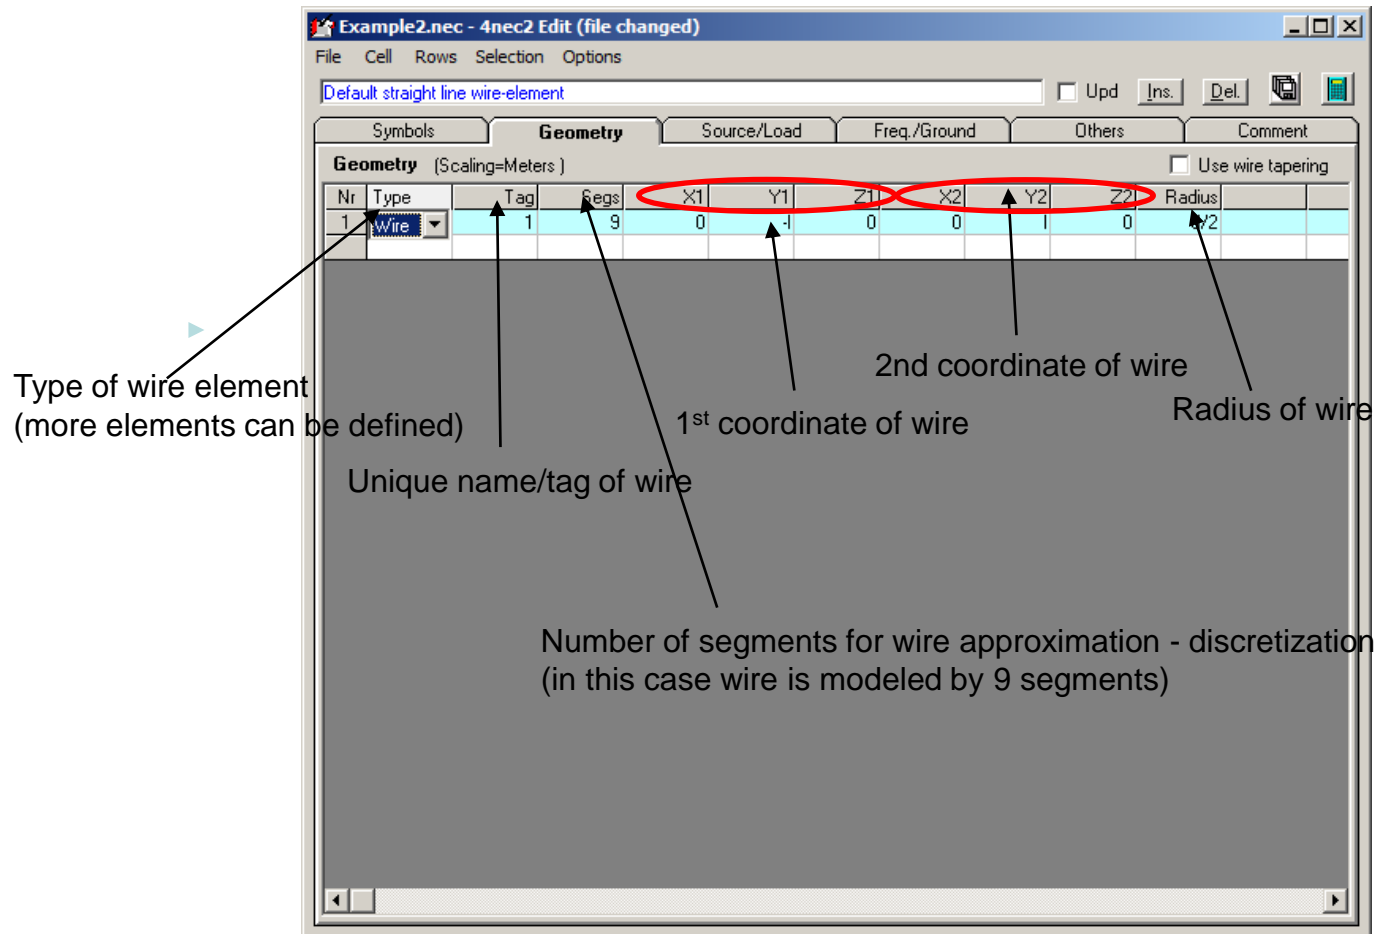 Example2.nec - 4nec2 Edit (file changed)
File Cell Rows Selection Options
Default straight line wire-element Upd Ins. Del.
Symbols Geometry Source/Load Freq./Ground Others Comment
Geometry (Scaling=Meters ) Use wire tapering
Nr Type Tag Segs X1 Y1 Z1 X2 Y2 Z2 Radius
1 Wire 1 9 0 -l 0 0 l 0
2nd coordinate of wire
Type of wire element
(more elements can be defined)
1st coordinate of wire
Radius of wire
Unique name/tag of wire
Number of segments for wire approximation - discretization
(in this case wire is modeled by 9 segments)